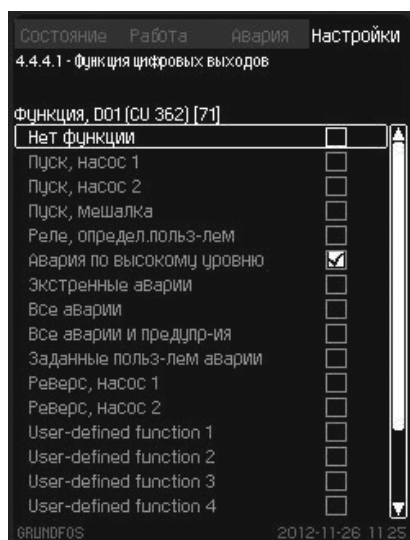 Состояние Работа Авария Настройки
4.4.4.1 - Функция цифровых выходов
Функция, DO1 (CU 362) [71]
Нет функции
Пуск, насос 1
Пуск, насос 2
Пуск, мешалка
Реле, определ.польз-лем
Авария по высокому уровню
Экстренные аварии
Все аварии
Все аварии и предупр-ия
Заданные польз-лем аварии
Реверс, насос 1
Реверс, насос 2
User-defined function 1
User-defined function 2
User-defined function 3
User-defined function 4
GRUNDFOS 2012-11-26 11:25